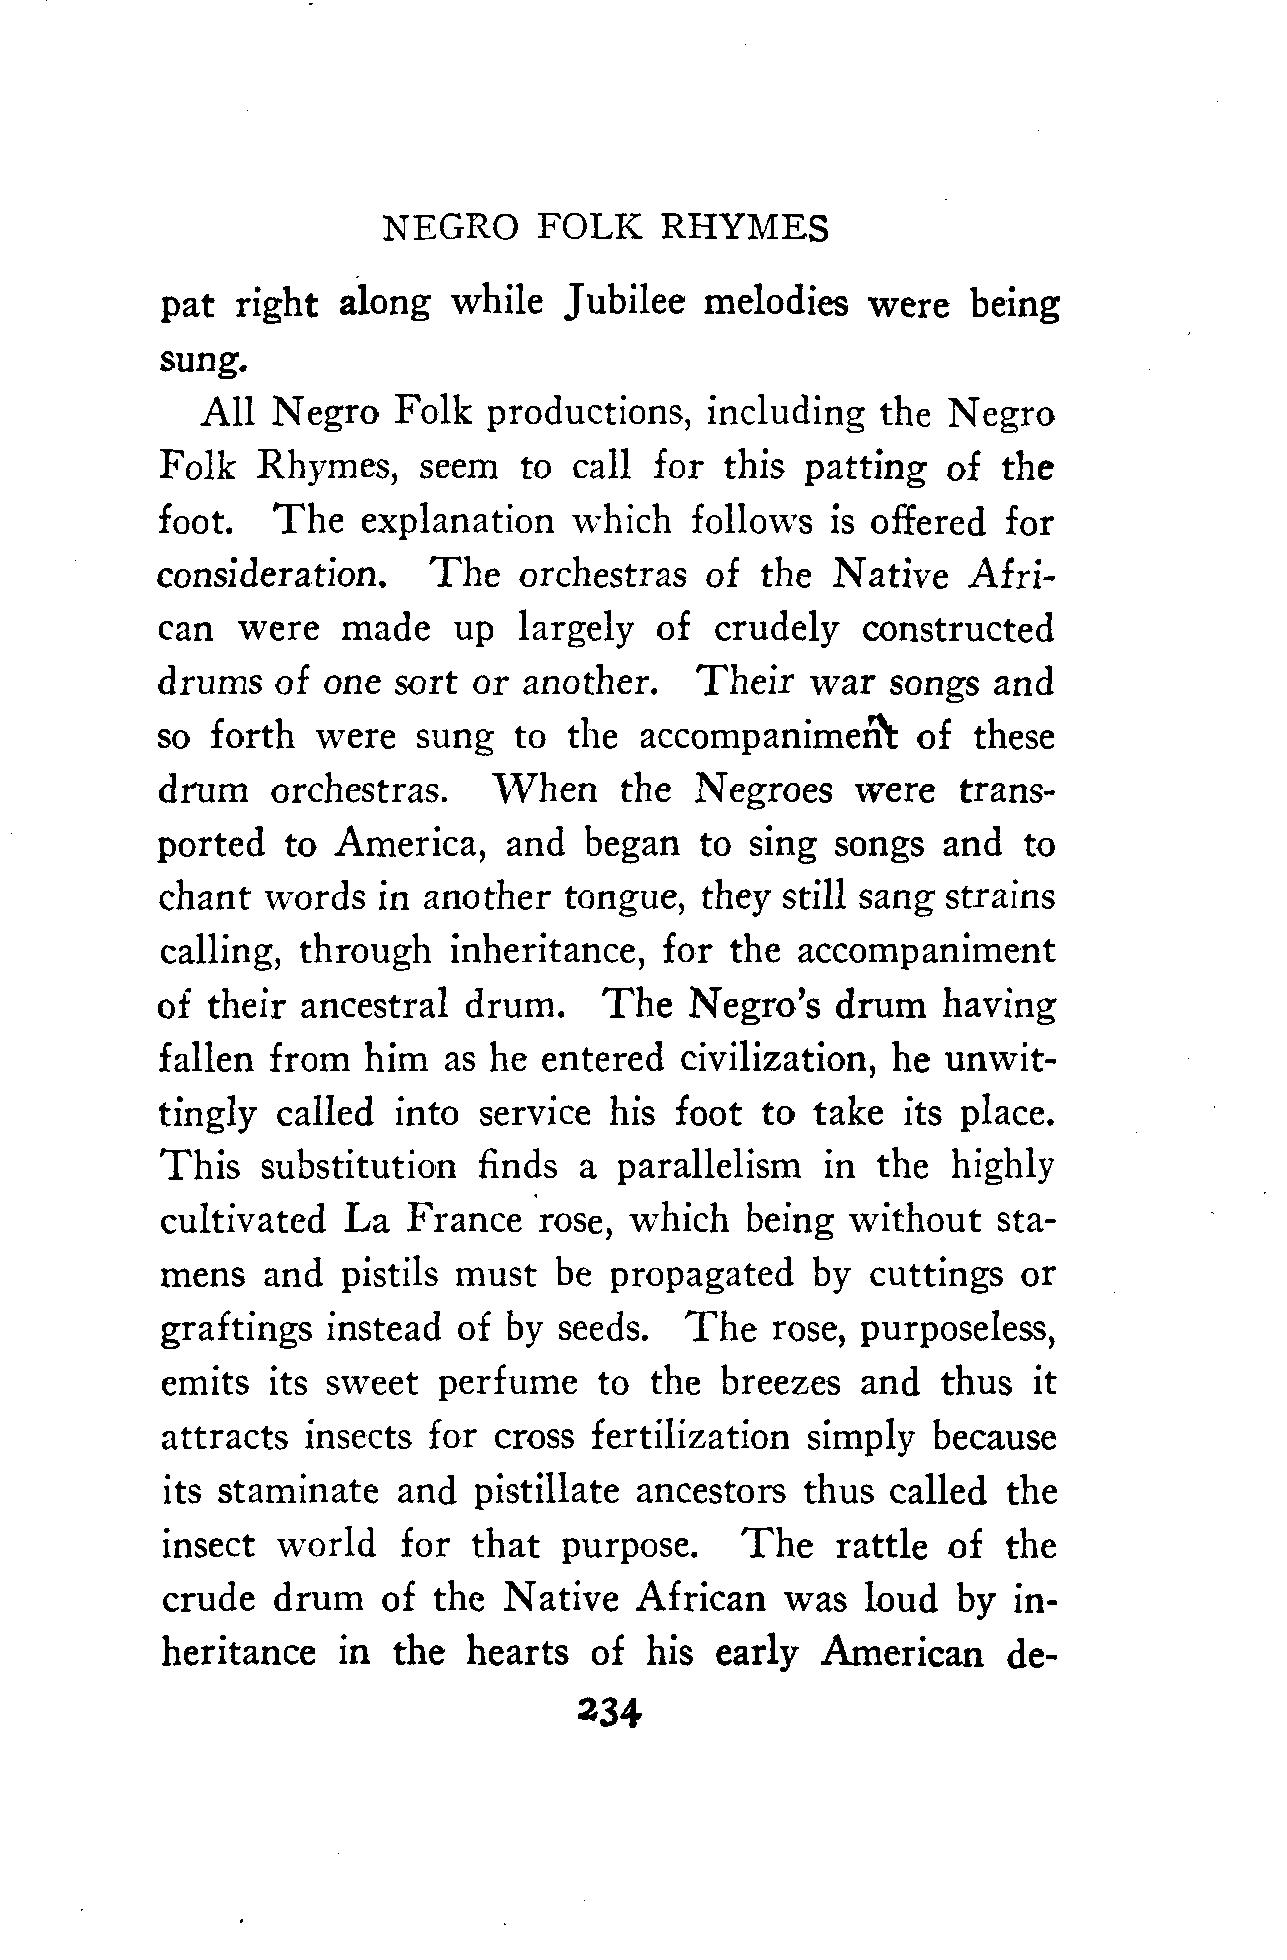 NEGRO FOLK RHYMES
pat right along while Jubilee melodies were being
sung.
All Negro Folk productions, including the Negro
Folk Rhymes, seem to call for this patting of the
foot. The explanation which follows is offered for
consideration. The orchestras of the Native Afri-
can were made up largely of crudely constructed
drums of one sort or another. Their war songs and
so forth were sung to the accompaniment of these
drum orchestras. When the Negroes were trans-
ported to America, and began to sing songs and to
chant words in another tongue, they still sang strains
calling, through inheritance, for the accompaniment
of their ancestral drum. The Negro's drum having
fallen from him as he entered civilization, he unwit-
tingly called into service his foot to take its place.
This substitution finds a parallelism in the highly
cultivated La France rose, which being without sta-
mens and pistils must be propagated by cuttings or
graftings instead of by seeds. The rose, purposeless,
emits its sweet perfume to the breezes and thus it
attracts insects for cross fertilization simply because
its staminate and pistillate ancestors thus called the
insect world for that purpose. The rattle of the
crude drum of the Native African was loud by in-
heritance in the hearts of his early American de-
234